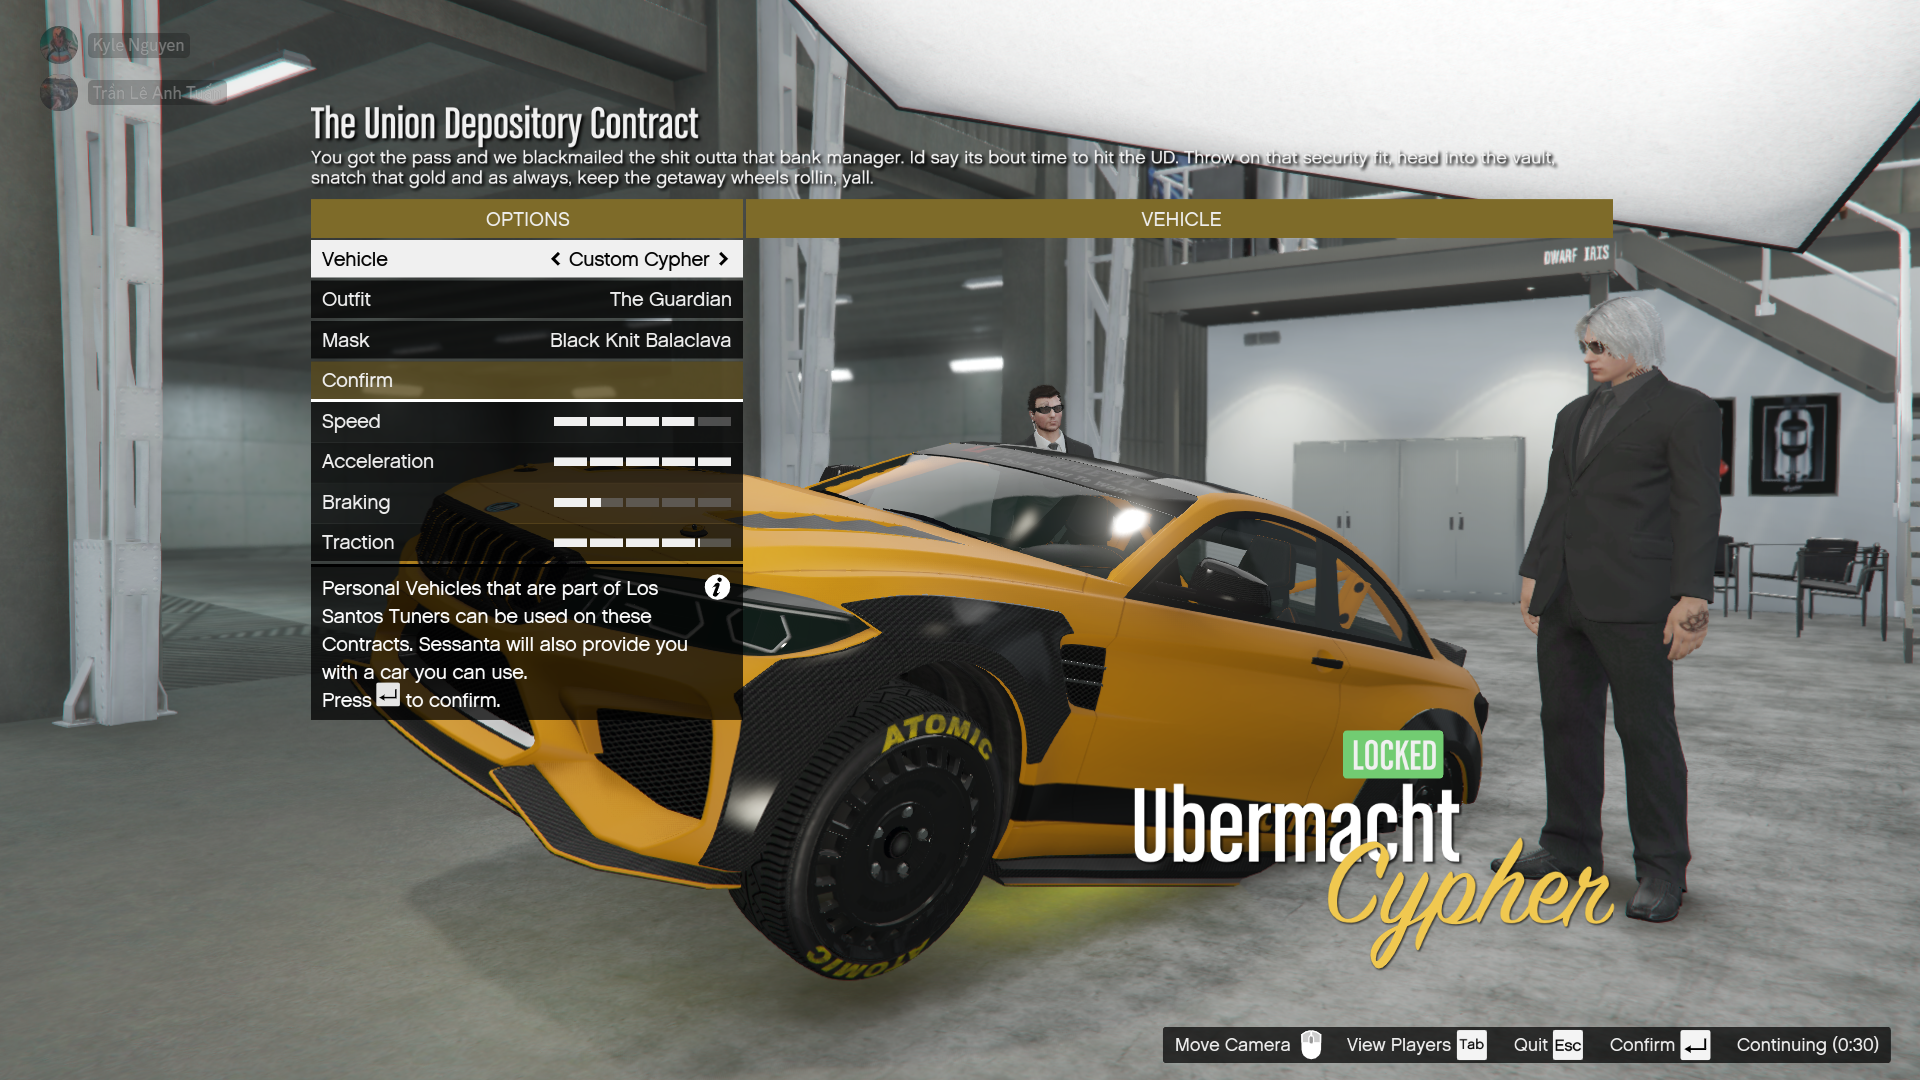 Kyle Nguyen
Trần Lê Anh
The Union Depository Contract
You got the pass and we blackmailed the shit outta that bank manager. Id say its bout time to hit the UD. Throw on that security fit, head into the vault,
snatch that gold and as always, keep the getaway wheels rollin, yall.
OPTIONS
VEHICLE
Vehicle
Custom Cypher
Outfit
The Guardian
Mask
Black Knit Balaclava
Confirm
Speed
Acceleration
Braking
Traction
Personal Vehicles that are part of Los
Santos Tuners can be used on these
Contracts. Sessanta will also provide you
with a car you can use.
Press to confirm.
DWARF IRIS
ATOMIC
ATOMIC
LOCKED
Ubermacht
Cypher
Move Camera
View Players Tab
Quit Esc
Confirm
Continuing (0:30)